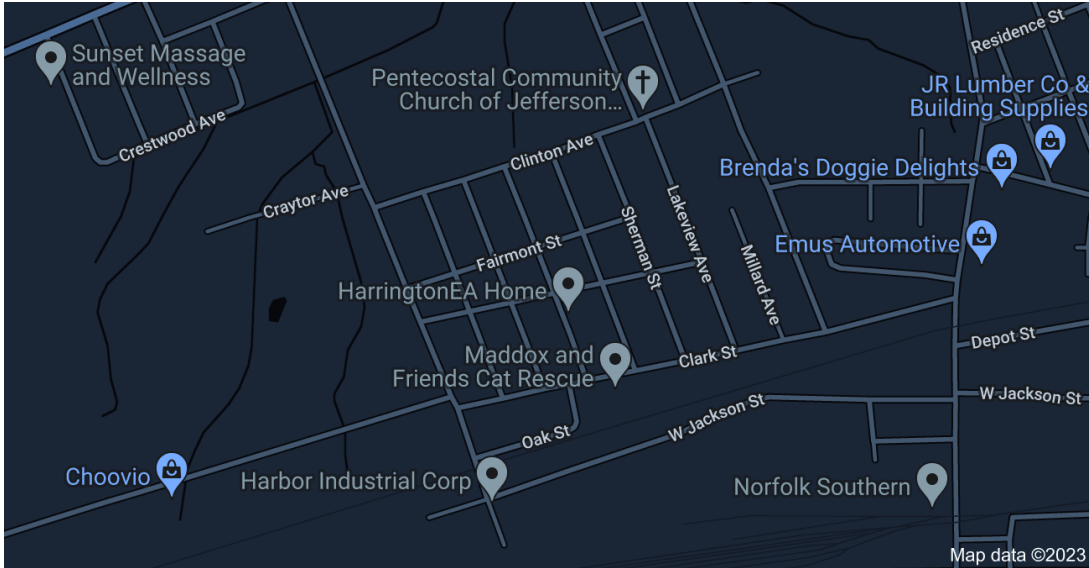 Residence St
Sunset Massage
and Wellness
Pentecostal Community
Church of Jefferson...
JR Lumber Co &
Building Supplies
Crestwood Ave
Clinton Ave
Brenda's Doggie Delights
Craytor Ave
Sherman St
Lakeview Ave
Millard Ave
Fairmont St
Emus Automotive
HarringtonEA Home
Depot St
Clark St
Maddox and
Friends Cat Rescue
W Jackson St
W Jackson St
Oak St
Choovio
Harbor Industrial Corp
Norfolk Southern
Map data ©2023